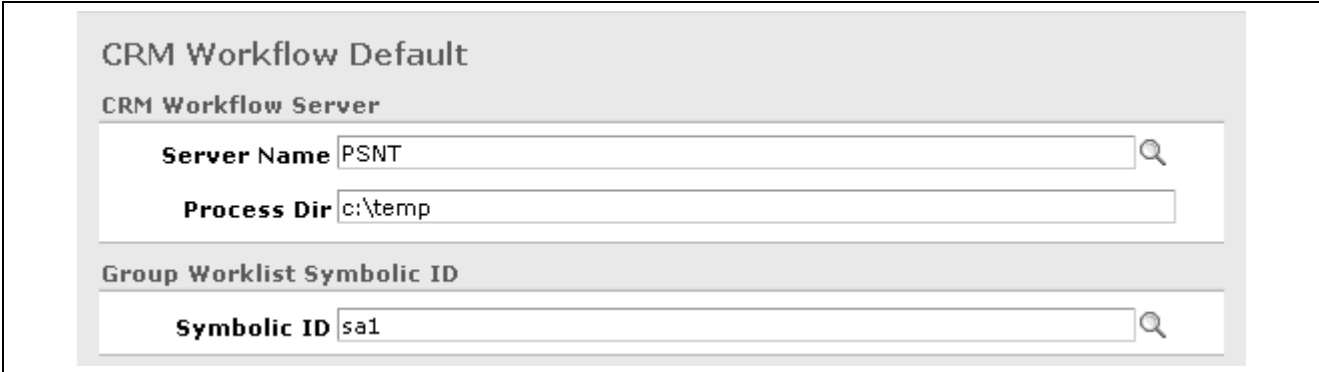 CRM Workflow Default
CRM Workflow Server
Server Name PSNT
Process Dir c:\temp
Group Worklist Symbolic ID
Symbolic ID sa1